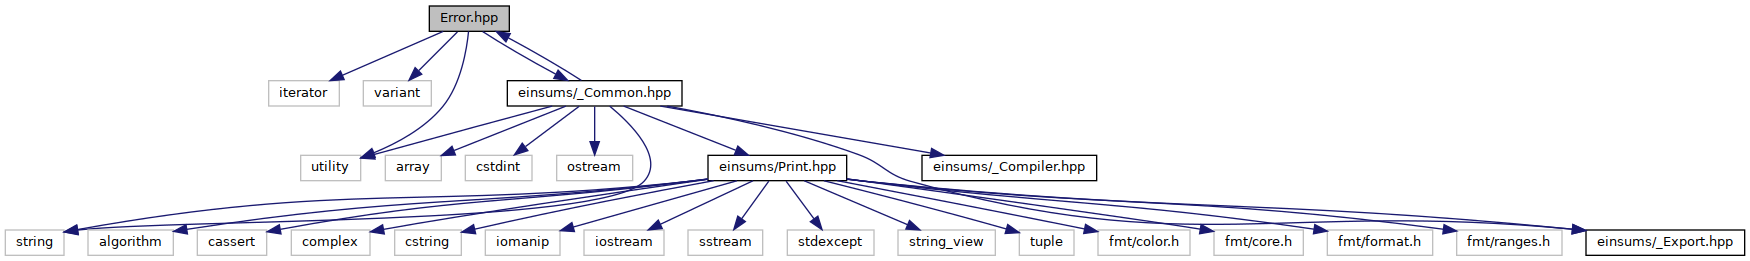 Error.hpp
iterator
variant
einsums/_Common.hpp
utility
array
cstdint
ostream
einsums/Print.hpp
einsums/_Compiler.hpp
string
algorithm
cassert
complex
cstring
iomanip
iostream
sstream
stdexcept
string_view
tuple
fmt/color.h
fmt/core.h
fmt/format.h
fmt/ranges.h
einsums/_Export.hpp